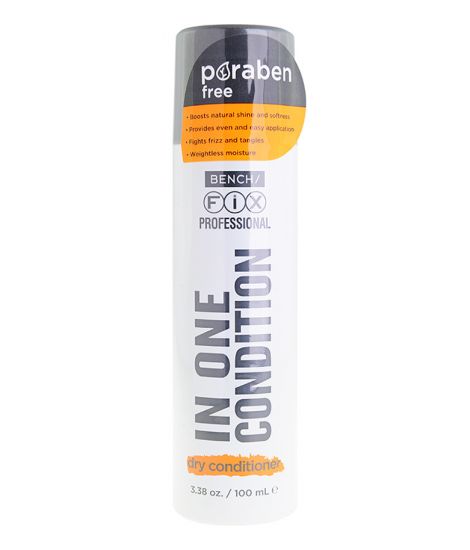 paraben
free
• Boosts natural shine and softness
• Provides even and easy application
• Fights frizz and tangles
• Weightless moisture
BENCH/
FiX
PROFESSIONAL
IN ONE
CONDITION
dry conditioner
3.38 oz. / 100 mL ℮